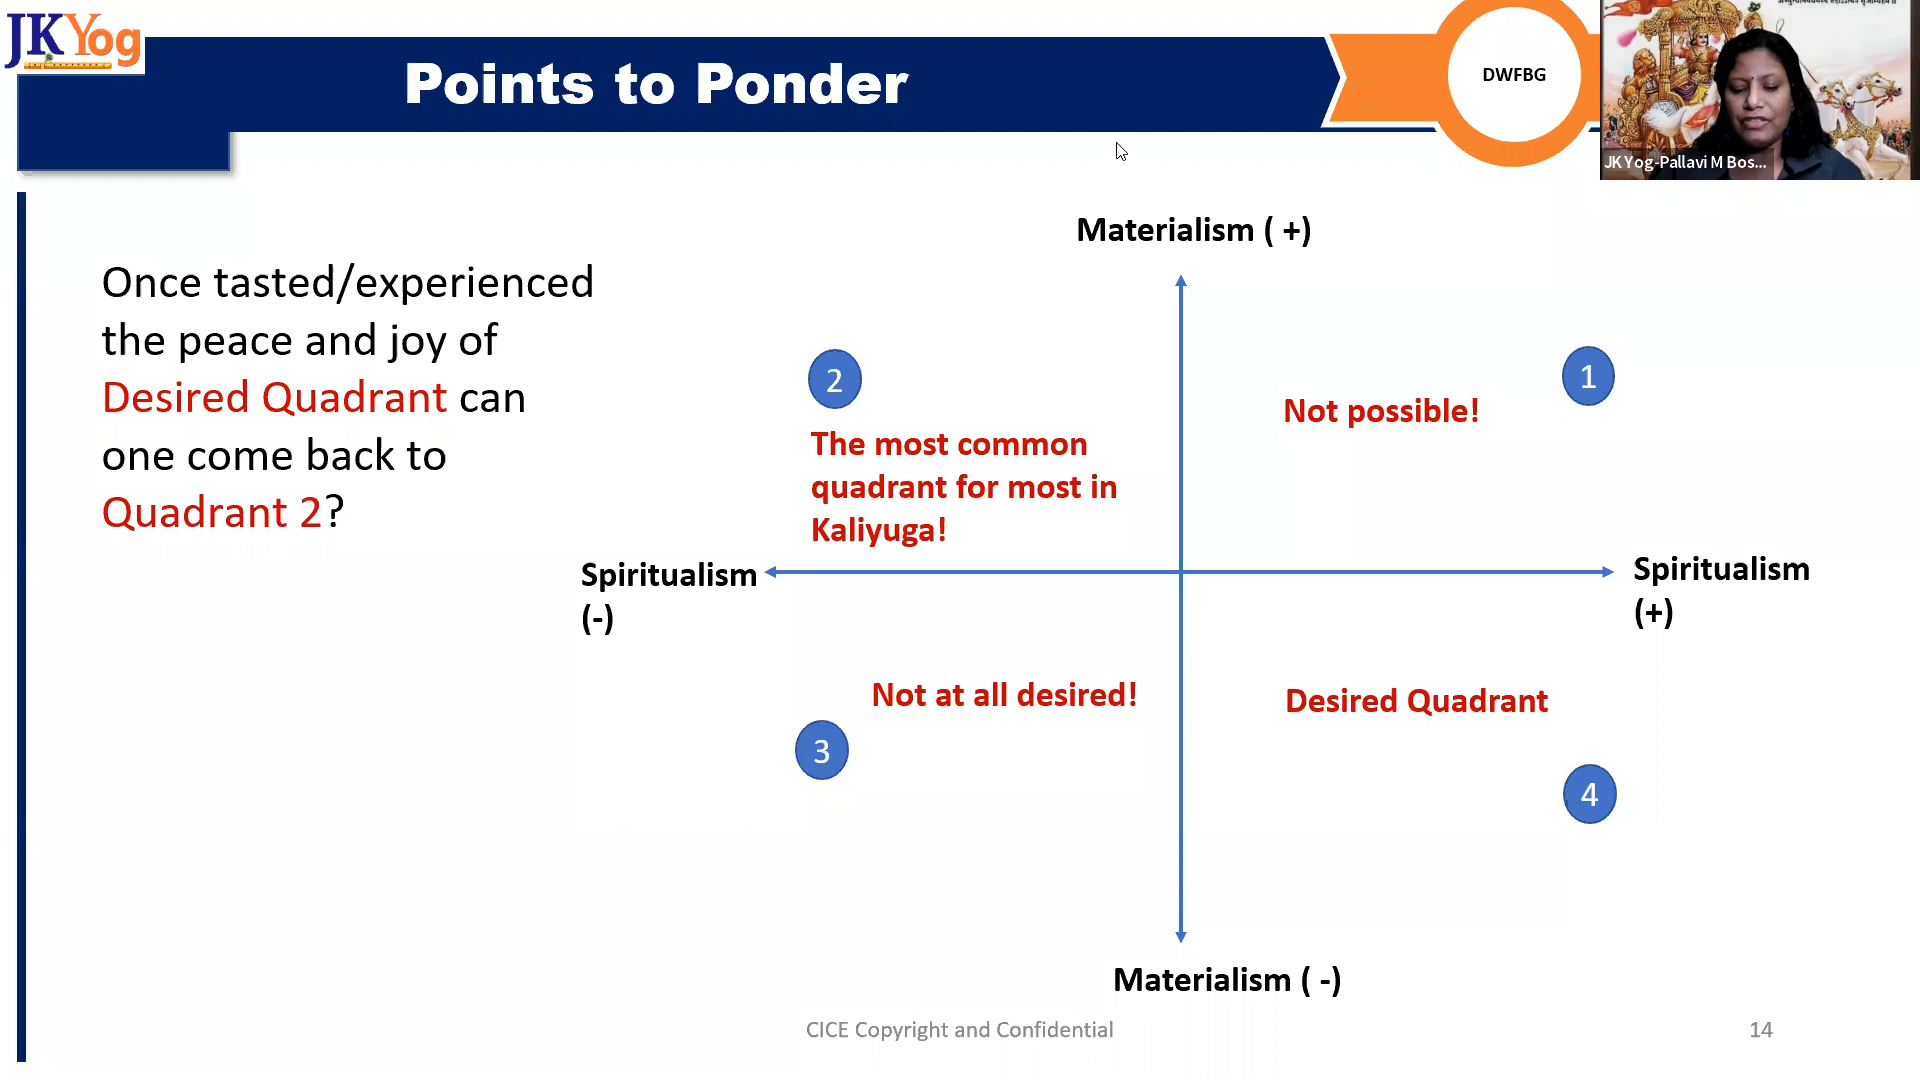 JKYog
Points to Ponder
DWFBG
JK Yog-Pallavi M Bos...
Once tasted/experienced
the peace and joy of
Desired Quadrant can
one come back to
Quadrant 2?
Materialism ( +)
2
1
Not possible!
The most common
quadrant for most in
Kaliyuga!
Spiritualism
(-)
Spiritualism
(+)
Not at all desired!
Desired Quadrant
3
4
Materialism ( -)
CICE Copyright and Confidential
14